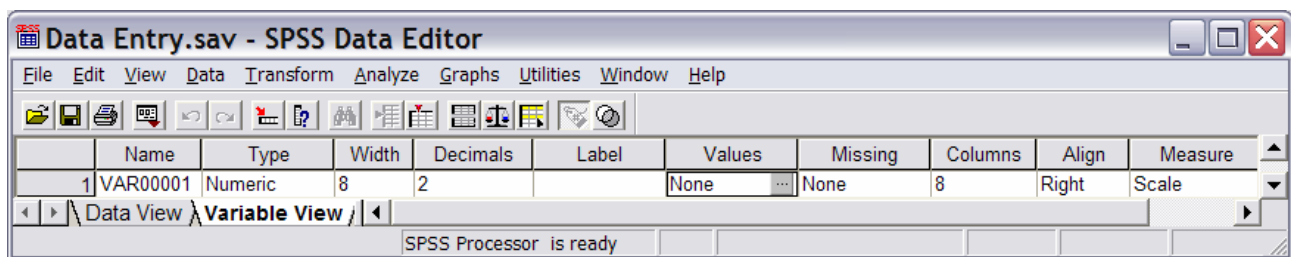 Data Entry.sav - SPSS Data Editor
File Edit View Data Transform Analyze Graphs Utilities Window Help
Name Type Width Decimals Label Values Missing Columns Align Measure
1 VAR00001 Numeric 8 2 None ... None 8 Right Scale
Data View Variable View
SPSS Processor is ready